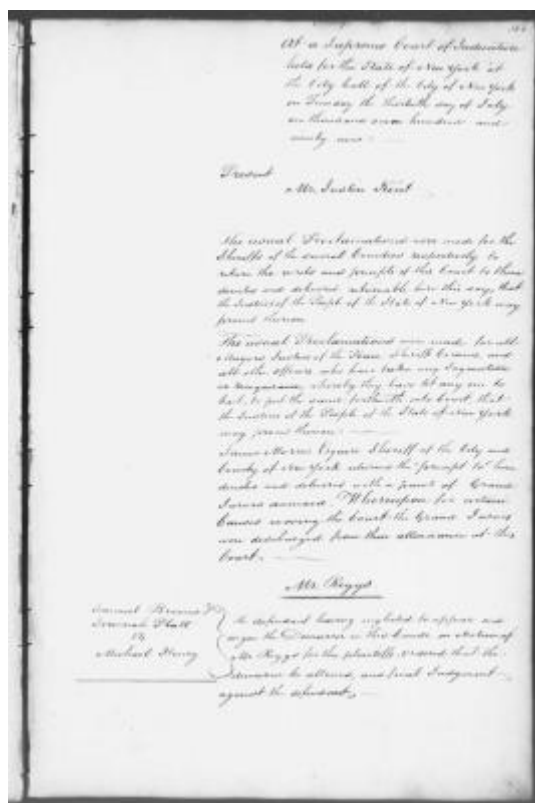 At a Supreme Court of Judicature
held for the State of New York at
the City Hall of the City of New York
on Tuesday the thirtieth day of July
one thousand seven hundred and
ninety nine
Present
Mr. Justice Kent
The usual Proclamations were made for the
Sheriffs of the several Counties respectively to
return the writs and precepts of this Court to them
directed and delivered returnable here this day, that
the Justices of the People of the State of New York may
proceed thereon
The usual Proclamations were made for all
Mayors Justices of the Peace Sheriffs Coroners and
all other officers who have taken any Inquisitions
or Recognizance, whereby they have let any one to
bail, to put the same forthwith into Court, that
the Justices of the People of the State of New York
may proceed thereon
James Morris Esquire Sheriff of the City and
County of New York returned the precept to him
directed and delivered with a panel of Grand
Jurors annexed. Whereupon for certain
Causes moving the Court the Grand Jurors
were discharged from their attendance at this
Court.
Mr. Riggs
Samuel &
Jeremiah Platt
vs
Michael Henry
The defendant having neglected to appear and
argue the Demurrer in this Cause on Motion of
Mr. Riggs for the plaintiffs ordered that the
demurrer be allowed, and final Judgment
against the defendant,